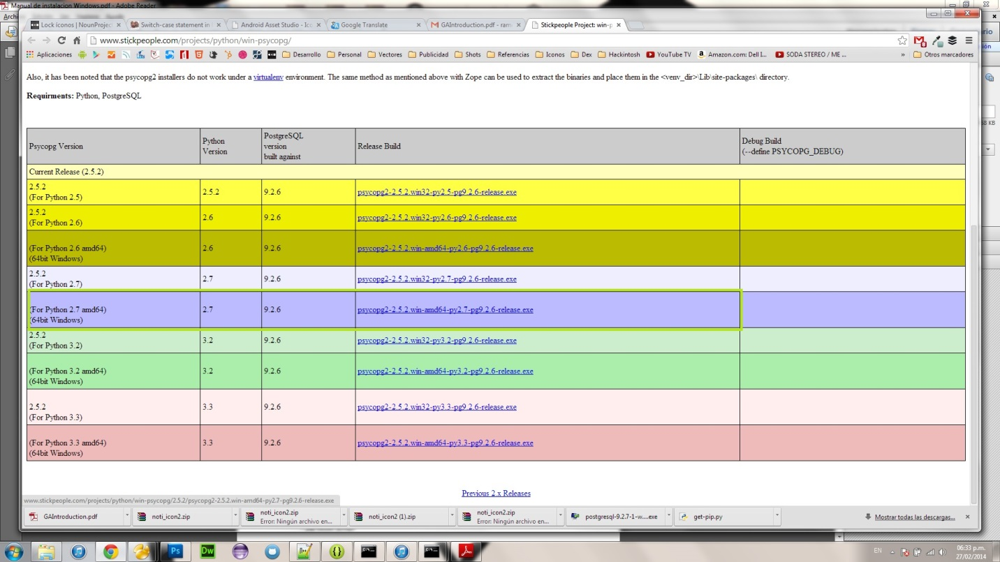 Manual de instalacion Windows.pdf - Adobe Reader
Archi
Lock iconos | NounProjec
Switch-case statement in
Android Asset Studio - Ico
Google Translate
GAIntroduction.pdf - ram
Stickpeople Project: win-p
www.stickpeople.com/projects/python/win-psycopg/
Aplicaciones
Desarrollo
Personal
Vectores
Publicidad
Shots
Referencias
Iconos
Dex
Hackintosh
YouTube TV
Amazon.com: Dell I...
SODA STEREO / ME ...
»
Otros marcadores
Also, it has been noted that the psycopg2 installers do not work under a virtualenv environment. The same method as mentioned above with Zope can be used to extract the binaries and place them in the <venv_dir>\Lib\site-packages\ directory.
Requirments: Python, PostgreSQL
Psycopg Version
Python
Version
PostgreSQL
version
built against
Release Build
Debug Build
(--define PSYCOPG_DEBUG)
Current Release (2.5.2)
2.5.2
(For Python 2.5)
2.5.2
9.2.6
psycopg2-2.5.2.win32-py2.5-pg9.2.6-release.exe
2.5.2
(For Python 2.6)
2.6
9.2.6
psycopg2-2.5.2.win32-py2.6-pg9.2.6-release.exe
(For Python 2.6 amd64)
(64bit Windows)
2.6
9.2.6
psycopg2-2.5.2.win-amd64-py2.6-pg9.2.6-release.exe
2.5.2
(For Python 2.7)
2.7
9.2.6
psycopg2-2.5.2.win32-py2.7-pg9.2.6-release.exe
(For Python 2.7 amd64)
(64bit Windows)
2.7
9.2.6
psycopg2-2.5.2.win-amd64-py2.7-pg9.2.6-release.exe
2.5.2
(For Python 3.2)
3.2
9.2.6
psycopg2-2.5.2.win32-py3.2-pg9.2.6-release.exe
(For Python 3.2 amd64)
(64bit Windows)
3.2
9.2.6
psycopg2-2.5.2.win-amd64-py3.2-pg9.2.6-release.exe
2.5.2
(For Python 3.3)
3.3
9.2.6
psycopg2-2.5.2.win32-py3.3-pg9.2.6-release.exe
(For Python 3.3 amd64)
(64bit Windows)
3.3
9.2.6
psycopg2-2.5.2.win-amd64-py3.3-pg9.2.6-release.exe
Previous 2.x Releases
www.stickpeople.com/projects/python/win-psycopg/2.5.2/psycopg2-2.5.2.win-amd64-py2.7-pg9.2.6-release.exe
GAIntroduction.pdf
noti_icon2.zip
noti_icon2.zip
Error: Ningún archivo en...
noti_icon2 (1).zip
noti_icon2.zip
Error: Ningún archivo en...
postgresql-9.2.7-1-w....exe
get-pip.py
Mostrar todas las descargas...
Ps
Dw
EN
06:33 p.m.
27/02/2014